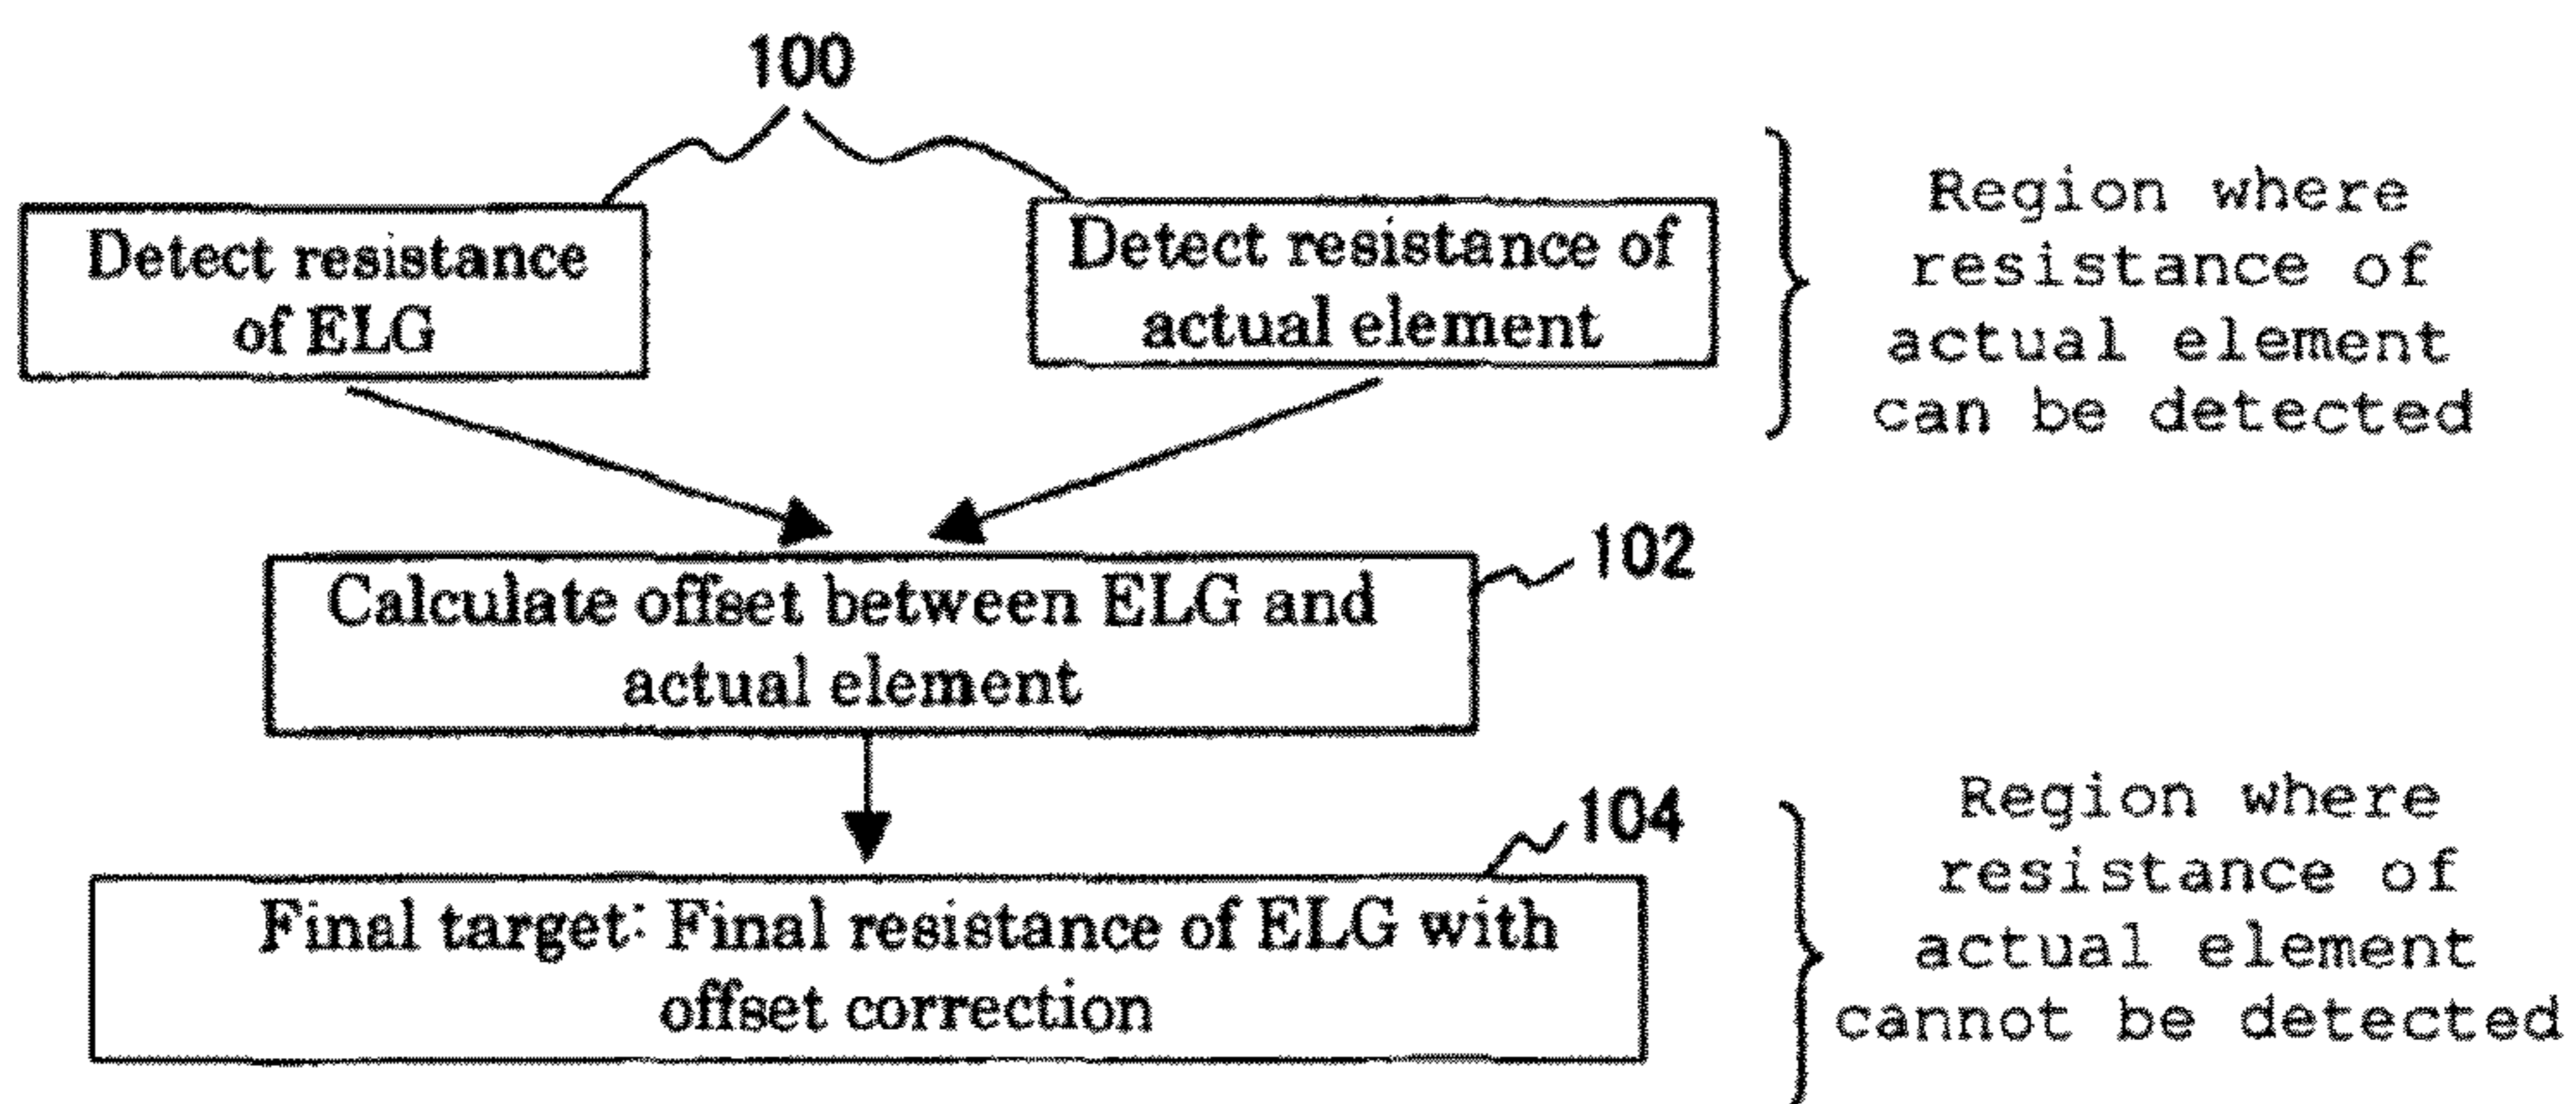 100
Detect resistance
of ELG
Detect resistance of
actual element
Region where
resistance of
actual element
can be detected
Calculate offset between ELG and
actual element
102
104
Final target: Final resistance of ELG with
offset correction
Region where
resistance of
actual element
cannot be detected